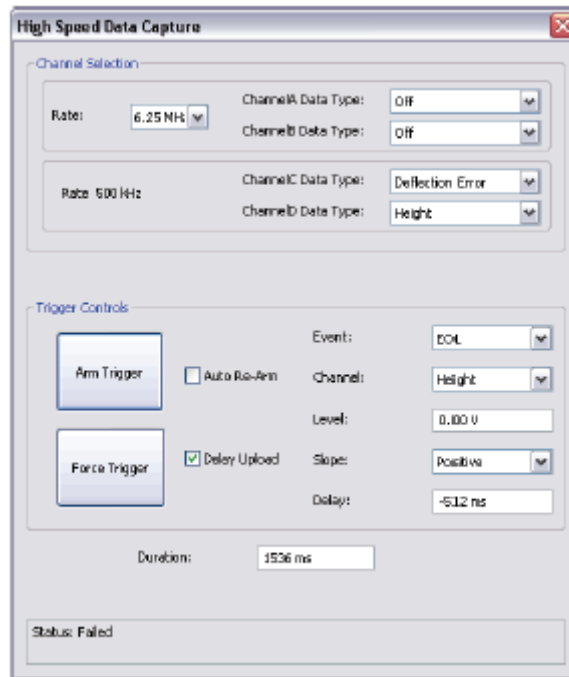 High Speed Data Capture
Channel Selection
Rate: 6.25 MHz
ChannelA Data Type: Off
ChannelB Data Type: Off
Rate 500 kHz
ChannelC Data Type: Deflection Error
ChannelD Data Type: Height
Trigger Controls
Arm Trigger
Auto Re-Arm
Force Trigger
Delay Upload
Event: EOL
Channel: Height
Level: 0.00 V
Slope: Positive
Delay: -512 ms
Duration: 1536 ms
Status: Failed